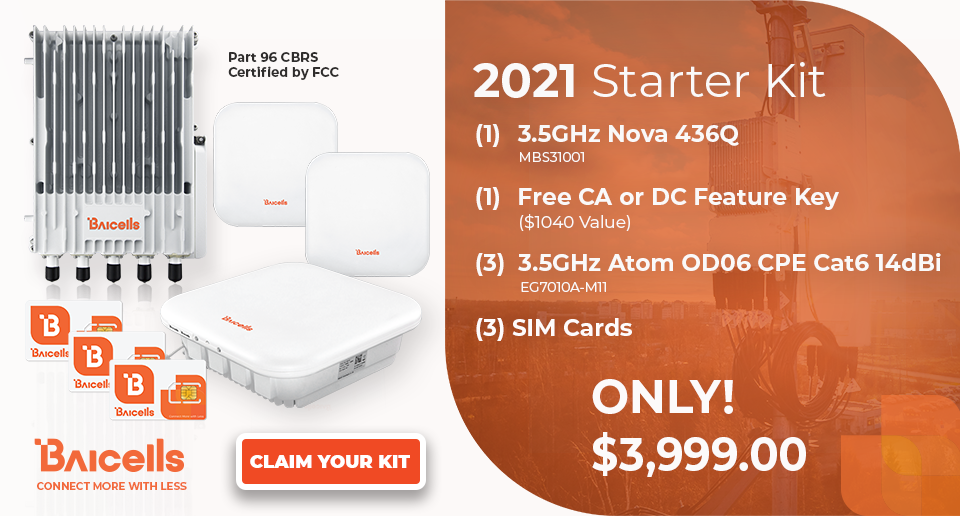 Part 96 CBRS
Certified by FCC
Baicells
Baicells
Baicells
Baicells
Baicells
Baicells
Baicells
Baicells
CONNECT MORE WITH LESS
CLAIM YOUR KIT
2021 Starter Kit
(1) 3.5GHz Nova 436Q
MBS31001
(1) Free CA or DC Feature Key
($1040 Value)
(3) 3.5GHz Atom OD06 CPE Cat6 14dBi
EG7010A-M11
(3) SIM Cards
ONLY!
$3,999.00